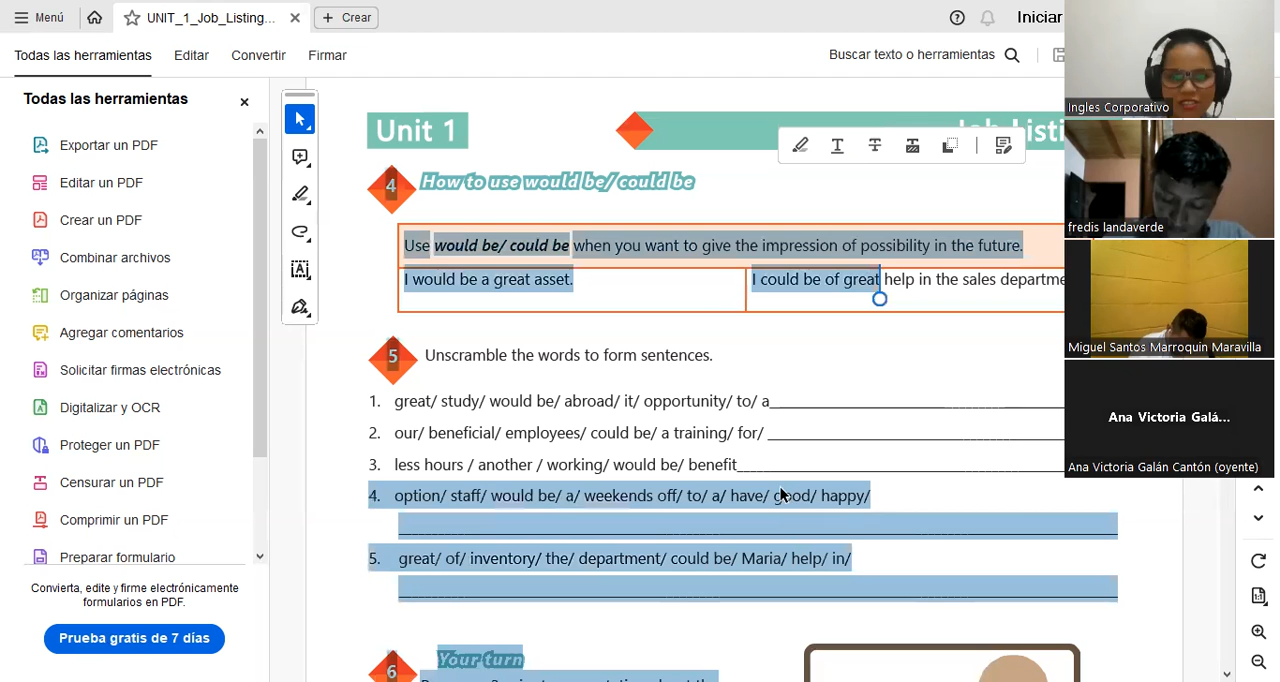 Menú
UNIT_1_Job_Listing...
Crear
Iniciar
Todas las herramientas
Editar
Convertir
Firmar
Buscar texto o herramientas
Todas las herramientas
Exportar un PDF
Editar un PDF
Crear un PDF
Combinar archivos
Organizar páginas
Agregar comentarios
Solicitar firmas electrónicas
Digitalizar y OCR
Proteger un PDF
Censurar un PDF
Comprimir un PDF
Preparar formulario
Convierta, edite y firme electrónicamente
formularios en PDF.
Prueba gratis de 7 días
Unit 1
Job Listi
4 How to use would be/ could be
Use would be/ could be when you want to give the impression of possibility in the future.
I would be a great asset.
I could be of great help in the sales departme
5 Unscramble the words to form sentences.
1. great/ study/ would be/ abroad/ it/ opportunity/ to/ a
2. our/ beneficial/ employees/ could be/ a training/ for/
3. less hours / another / working/ would be/ benefit
4. option/ staff/ would be/ a/ weekends off/ to/ a/ have/ good/ happy/
5. great/ of/ inventory/ the/ department/ could be/ Maria/ help/ in/
6 Your turn
Ingles Corporativo
fredis landaverde
Miguel Santos Marroquin Maravilla
Ana Victoria Galá...
Ana Victoria Galán Cantón (oyente)